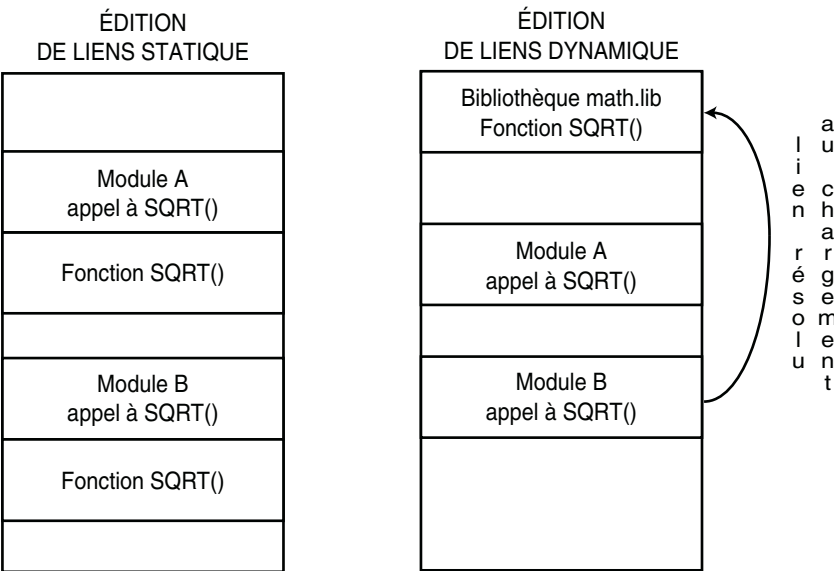 ÉDITION
DE LIENS STATIQUE
Module A
appel à SQRT()
Fonction SQRT()
Module B
appel à SQRT()
Fonction SQRT()
ÉDITION
DE LIENS DYNAMIQUE
Bibliothèque math.lib
Fonction SQRT()
Module A
appel à SQRT()
Module B
appel à SQRT()
lien résolu
au chargement